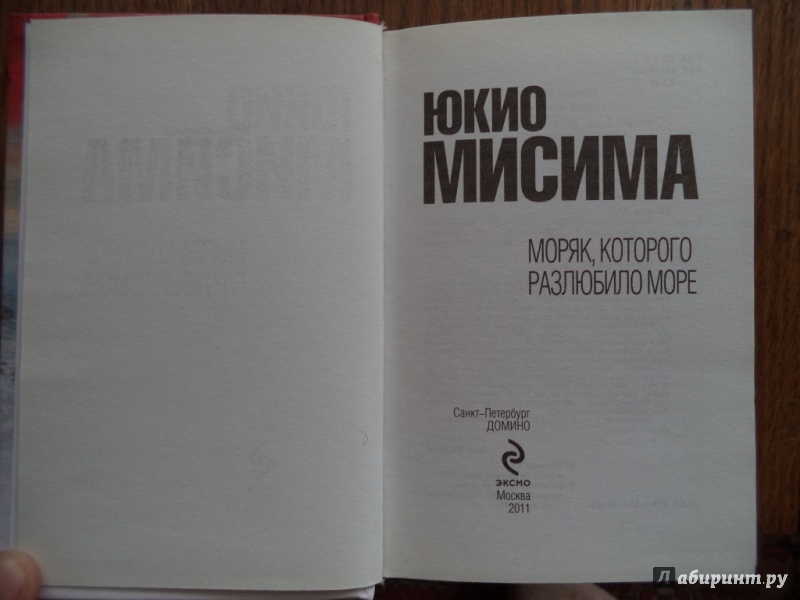 ЮКИО
МИСИМА
МОРЯК, КОТОРОГО
РАЗЛЮБИЛО МОРЕ
Санкт-Петербург
ДОМИНО
ЭКСМО
Москва
2011
Лабиринт.ру